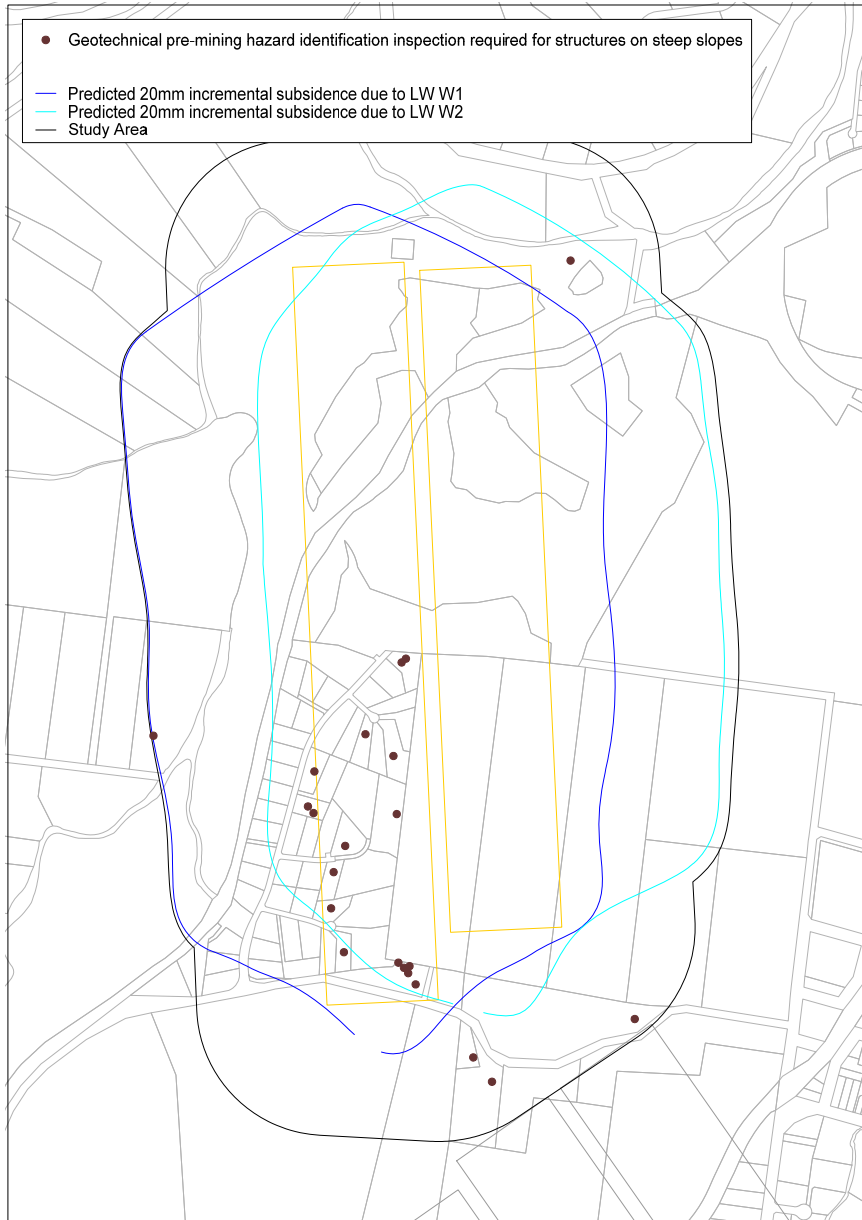 Geotechnical pre-mining hazard identification inspection required for structures on steep slopes
Predicted 20mm incremental subsidence due to LW W1
Predicted 20mm incremental subsidence due to LW W2
Study Area